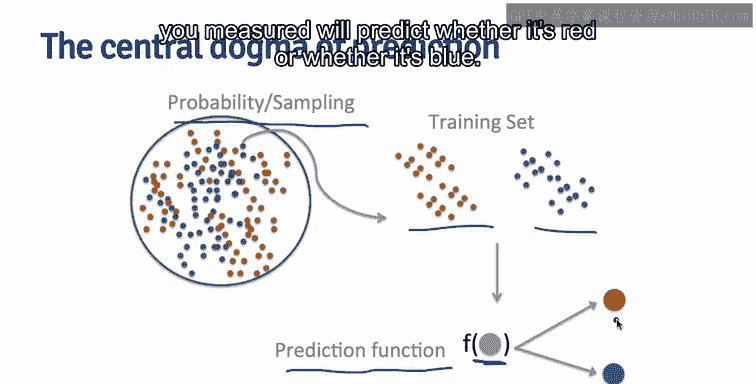 you measured will predict whether it's red
or whether it's blue.
The central dogma of prediction
Probability/Sampling
Training Set
Prediction function
f( )